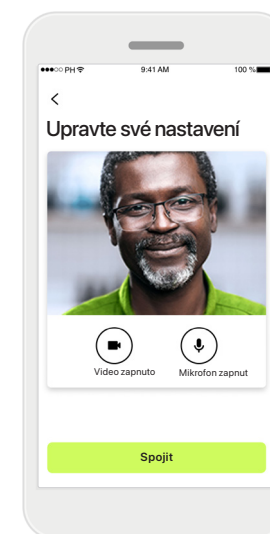 PH 9:41 AM 100 %
Upravte své nastavení
Video zapnuto Mikrofon zapnut
Spojit